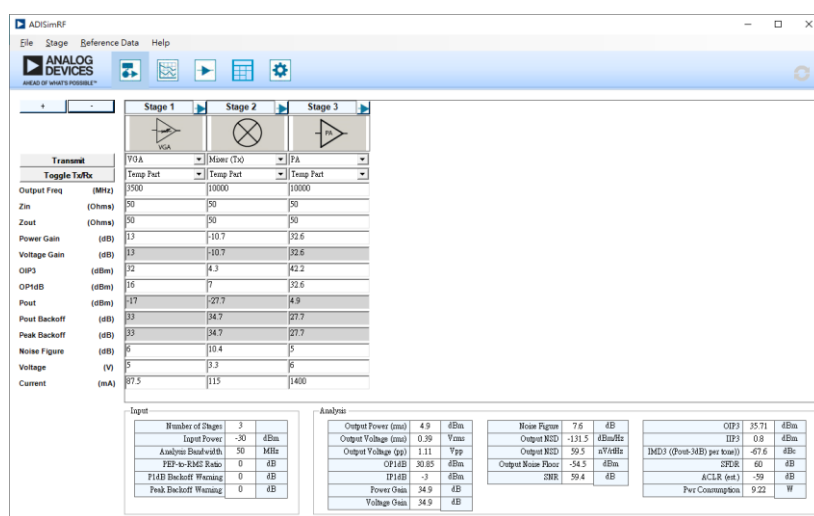 ADISimRF
File Stage Reference Data Help
ANALOG
DEVICES
AHEAD OF WHAT'S POSSIBLE™
+ - Stage 1 Stage 2 Stage 3
VGA PA
Transmit VGA Mixer (Tx) PA
Toggle Tx/Rx Temp Part Temp Part Temp Part
Output Freq (MHz) 3500 10000 10000
Zin (Ohms) 50 50 50
Zout (Ohms) 50 50 50
Power Gain (dB) 13 -10.7 32.6
Voltage Gain (dB) 13 -10.7 32.6
OIP3 (dBm) 32 4.3 42.2
OP1dB (dBm) 16 7 32.6
Pout (dBm) -17 -27.7 4.9
Pout Backoff (dB) 33 34.7 27.7
Peak Backoff (dB) 33 34.7 27.7
Noise Figure (dB) 6 10.4 5
Voltage (V) 5 3.3 6
Current (mA) 87.5 115 1400
Input
Number of Stages 3
Input Power -30 dBm
Analysis Bandwidth 50 MHz
PEP-to-RMS Ratio 0 dB
P1dB Backoff Warning 0 dB
Peak Backoff Warning 0 dB
Analysis
Output Power (rms) 4.9 dBm
Output Voltage (rms) 0.39 Vrms
Output Voltage (pp) 1.11 Vpp
OP1dB 30.85 dBm
IP1dB -3 dBm
Power Gain 34.9 dB
Voltage Gain 34.9 dB
Noise Figure 7.6 dB
Output NSD -131.5 dBm/Hz
Output NSD 59.5 nV/rtHz
Output Noise Floor -54.5 dBm
SNR 59.4 dB
OIP3 35.71 dBm
IIP3 0.8 dBm
IMD3 ((Pout-3dB) per tone)) -67.6 dBc
SFDR 60 dB
ACLR (est.) -59 dB
Pwr Consumption 9.22 W